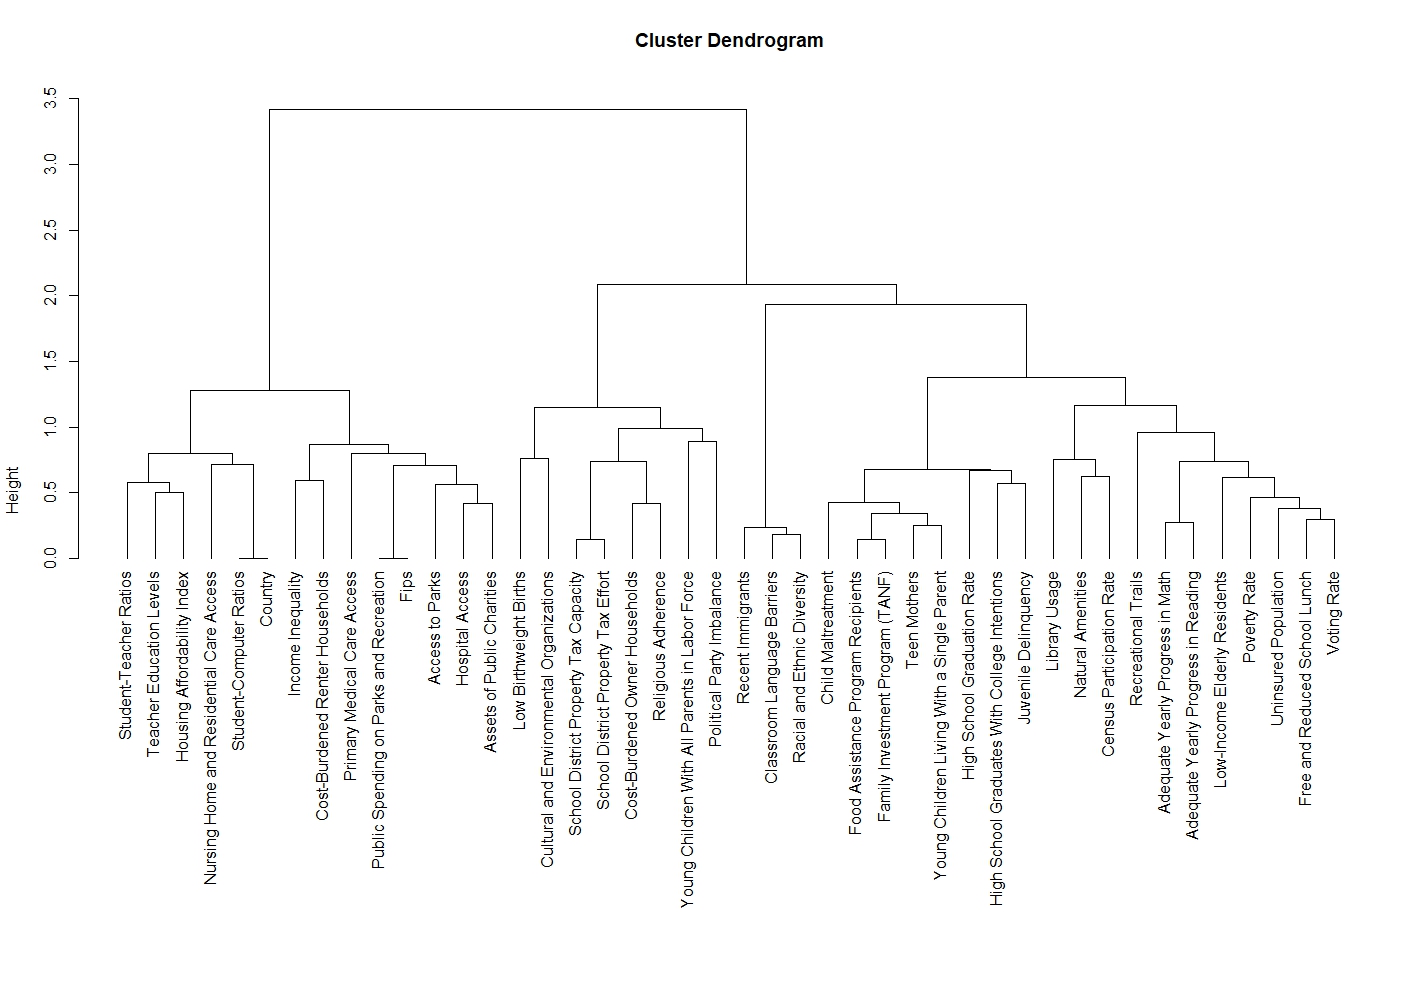 Cluster Dendrogram
Height
3.5
3.0
2.5
2.0
1.5
1.0
0.5
0.0
Student-Teacher Ratios
Teacher Education Levels
Housing Affordability Index
Nursing Home and Residential Care Access
Student-Computer Ratios
Country
Income Inequality
Cost-Burdened Renter Households
Primary Medical Care Access
Public Spending on Parks and Recreation
Fips
Access to Parks
Hospital Access
Assets of Public Charities
Low Birthweight Births
Cultural and Environmental Organizations
School District Property Tax Capacity
School District Property Tax Effort
Cost-Burdened Owner Households
Religious Adherence
Young Children With All Parents in Labor Force
Political Party Imbalance
Recent Immigrants
Classroom Language Barriers
Racial and Ethnic Diversity
Child Maltreatment
Food Assistance Program Recipients
Family Investment Program (TANF)
Teen Mothers
Young Children Living With a Single Parent
High School Graduation Rate
High School Graduates With College Intentions
Juvenile Delinquency
Library Usage
Natural Amenities
Census Participation Rate
Recreational Trails
Adequate Yearly Progress in Math
Adequate Yearly Progress in Reading
Low-Income Elderly Residents
Poverty Rate
Uninsured Population
Free and Reduced School Lunch
Voting Rate